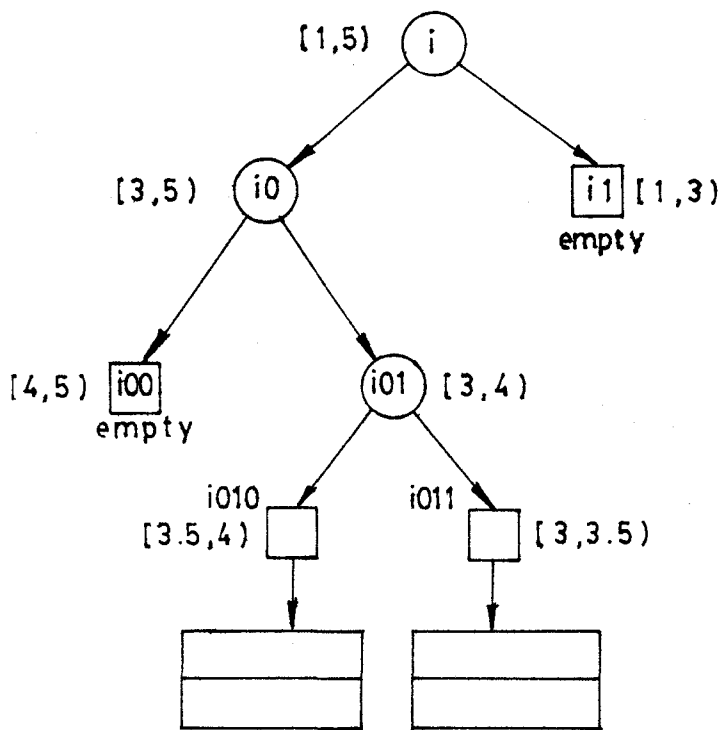 [1,5) i
[3,5) i0 i1 [1,3)
empty
[4,5) i00 i01 [3,4)
empty
i010 i011
[3.5,4) [3,3.5)